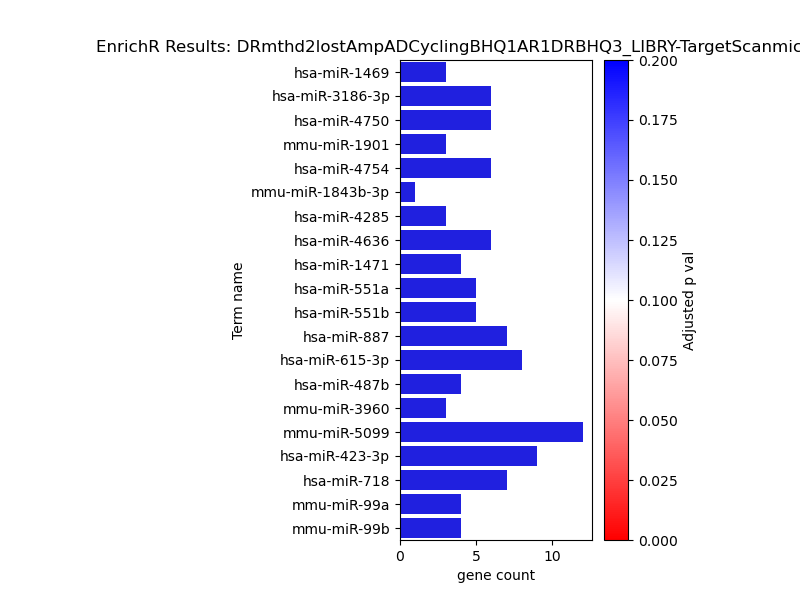 EnrichR Results: DRmthd2lostAmpADCyclingBHQ1AR1DRBHQ3_LIBRY-TargetScanmic
hsa-miR-1469
hsa-miR-3186-3p
hsa-miR-4750
mmu-miR-1901
hsa-miR-4754
mmu-miR-1843b-3p
hsa-miR-4285
hsa-miR-4636
hsa-miR-1471
hsa-miR-551a
hsa-miR-551b
hsa-miR-887
hsa-miR-615-3p
hsa-miR-487b
mmu-miR-3960
mmu-miR-5099
hsa-miR-423-3p
hsa-miR-718
mmu-miR-99a
mmu-miR-99b
Term name
0 5 10
gene count
0.200
0.175
0.150
0.125
0.100
0.075
0.050
0.025
0.000
Adjusted p val